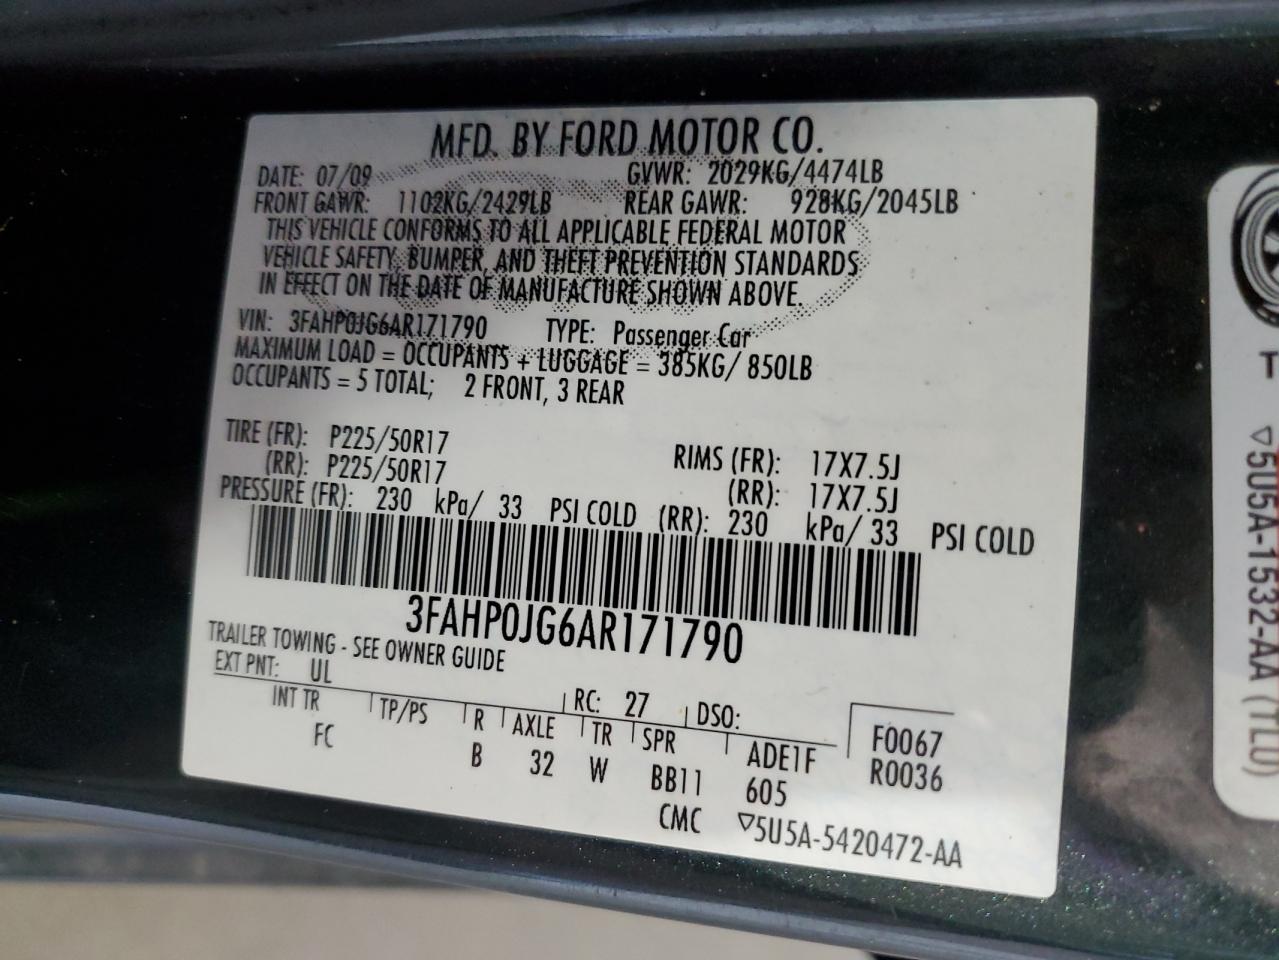 MFD. BY FORD MOTOR CO.
DATE: 07/09 GVWR: 2029KG/4474LB
FRONT GAWR: 1102KG/2429LB REAR GAWR: 928KG/2045LB
THIS VEHICLE CONFORMS TO ALL APPLICABLE FEDERAL MOTOR
VEHICLE SAFETY, BUMPER, AND THEFT PREVENTION STANDARDS
IN EFFECT ON THE DATE OF MANUFACTURE SHOWN ABOVE.
VIN: 3FAHP0JG6AR171790 TYPE: Passenger Car
MAXIMUM LOAD = OCCUPANTS + LUGGAGE = 385KG/ 850LB
OCCUPANTS = 5 TOTAL; 2 FRONT, 3 REAR
TIRE (FR): P225/50R17 RIMS (FR): 17X7.5J
(RR): P225/50R17 (RR): 17X7.5J
PRESSURE (FR): 230 kPa/ 33 PSI COLD (RR): 230 kPa/ 33 PSI COLD
3FAHP0JG6AR171790
TRAILER TOWING - SEE OWNER GUIDE
EXT PNT: UL RC: 27 DSO:
INT TR TP/PS R AXLE TR SPR ADE1F F0067
FC B 32 W BB11 605 R0036
CMC ▽5U5A-5420472-AA
T
▽5U5A-1532-AA (TL0)